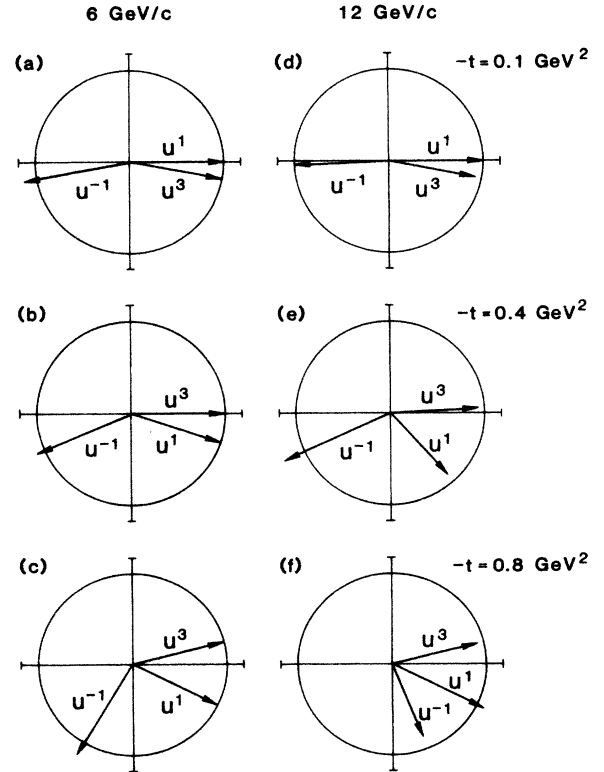 6 GeV/c 12 GeV/c
(a) (d) −t = 0.1 GeV²
u¹ u¹
u⁻¹ u³ u⁻¹ u³
(b) (e) −t = 0.4 GeV²
u³ u³
u⁻¹ u¹ u⁻¹ u¹
(c) (f) −t = 0.8 GeV²
u³ u³
u⁻¹ u¹ u¹
u⁻¹